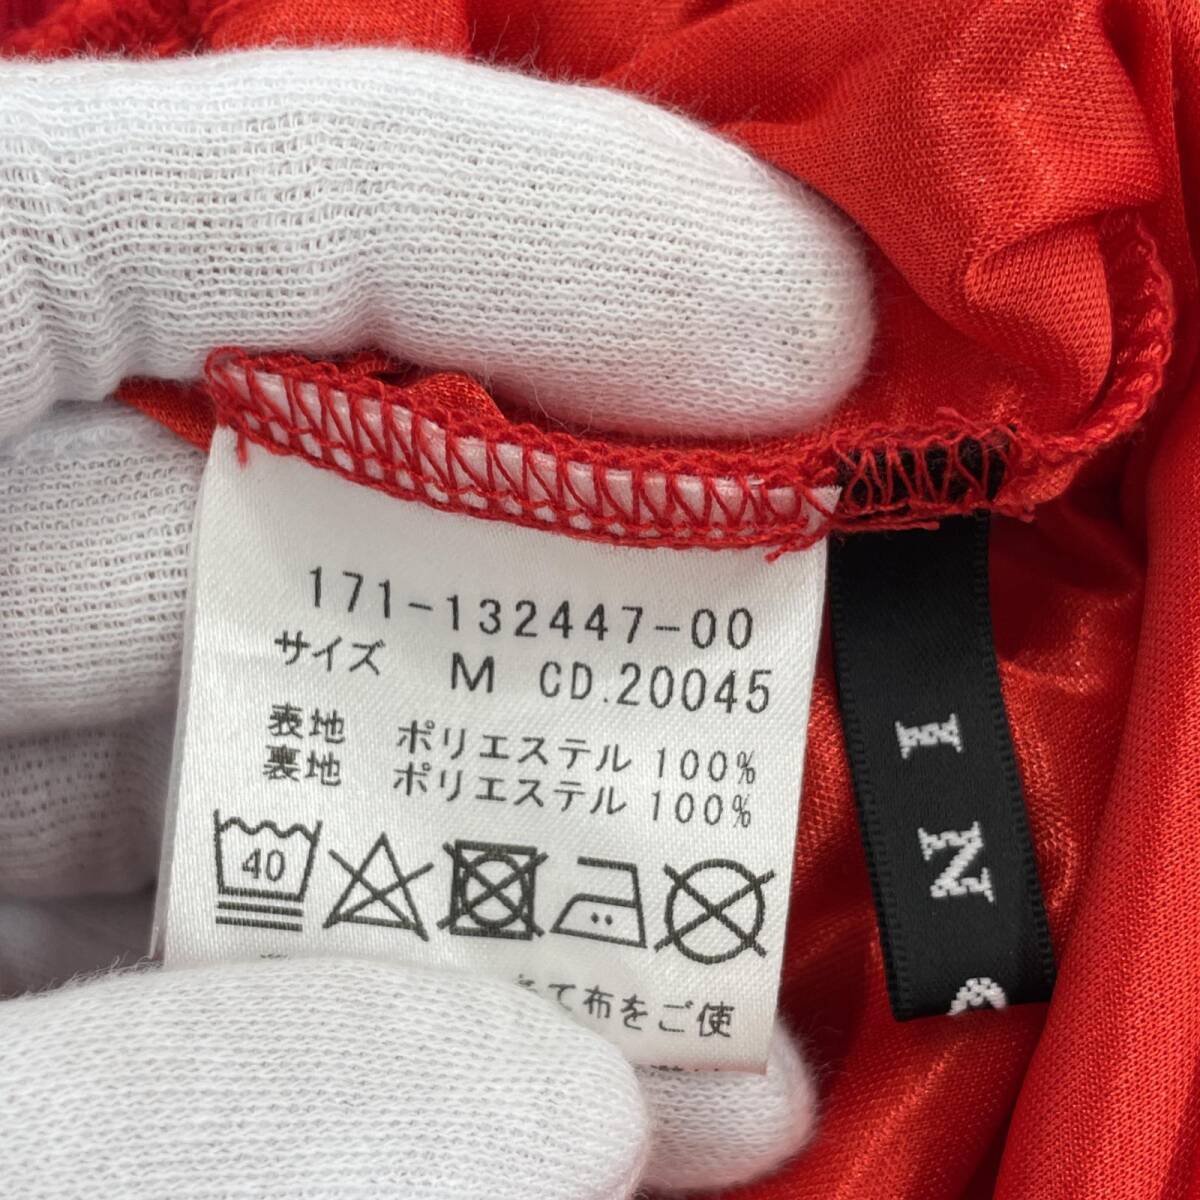 171-132447-00
サイズ M CD.20045
表地 ポリエステル 100%
裏地 ポリエステル 100%
40
て布をご使
I N